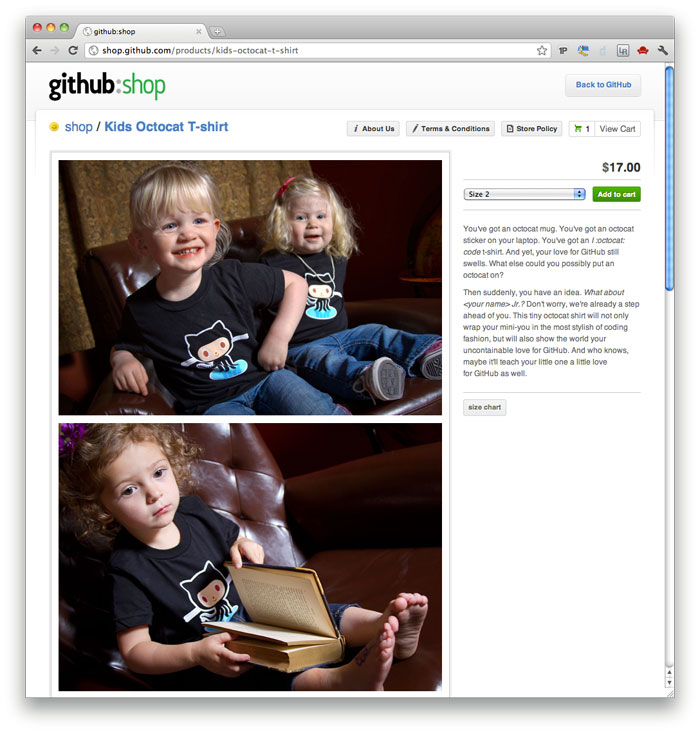 github:shop
shop.github.com/products/kids-octocat-t-shirt
github:shop
Back to GitHub
shop / Kids Octocat T-shirt
i About Us
Terms & Conditions
Store Policy
1 View Cart
$17.00
Size 2
Add to cart
You've got an octocat mug. You've got an octocat
sticker on your laptop. You've got an I :octocat:
code t-shirt. And yet, your love for GitHub still
swells. What else could you possibly put an
octocat on?
Then suddenly, you have an idea. What about
<your name> Jr.? Don't worry, we're already a step
ahead of you. This tiny octocat shirt will not only
wrap your mini-you in the most stylish of coding
fashion, but will also show the world your
uncontainable love for GitHub. And who knows,
maybe it'll teach your little one a little love
for GitHub as well.
size chart